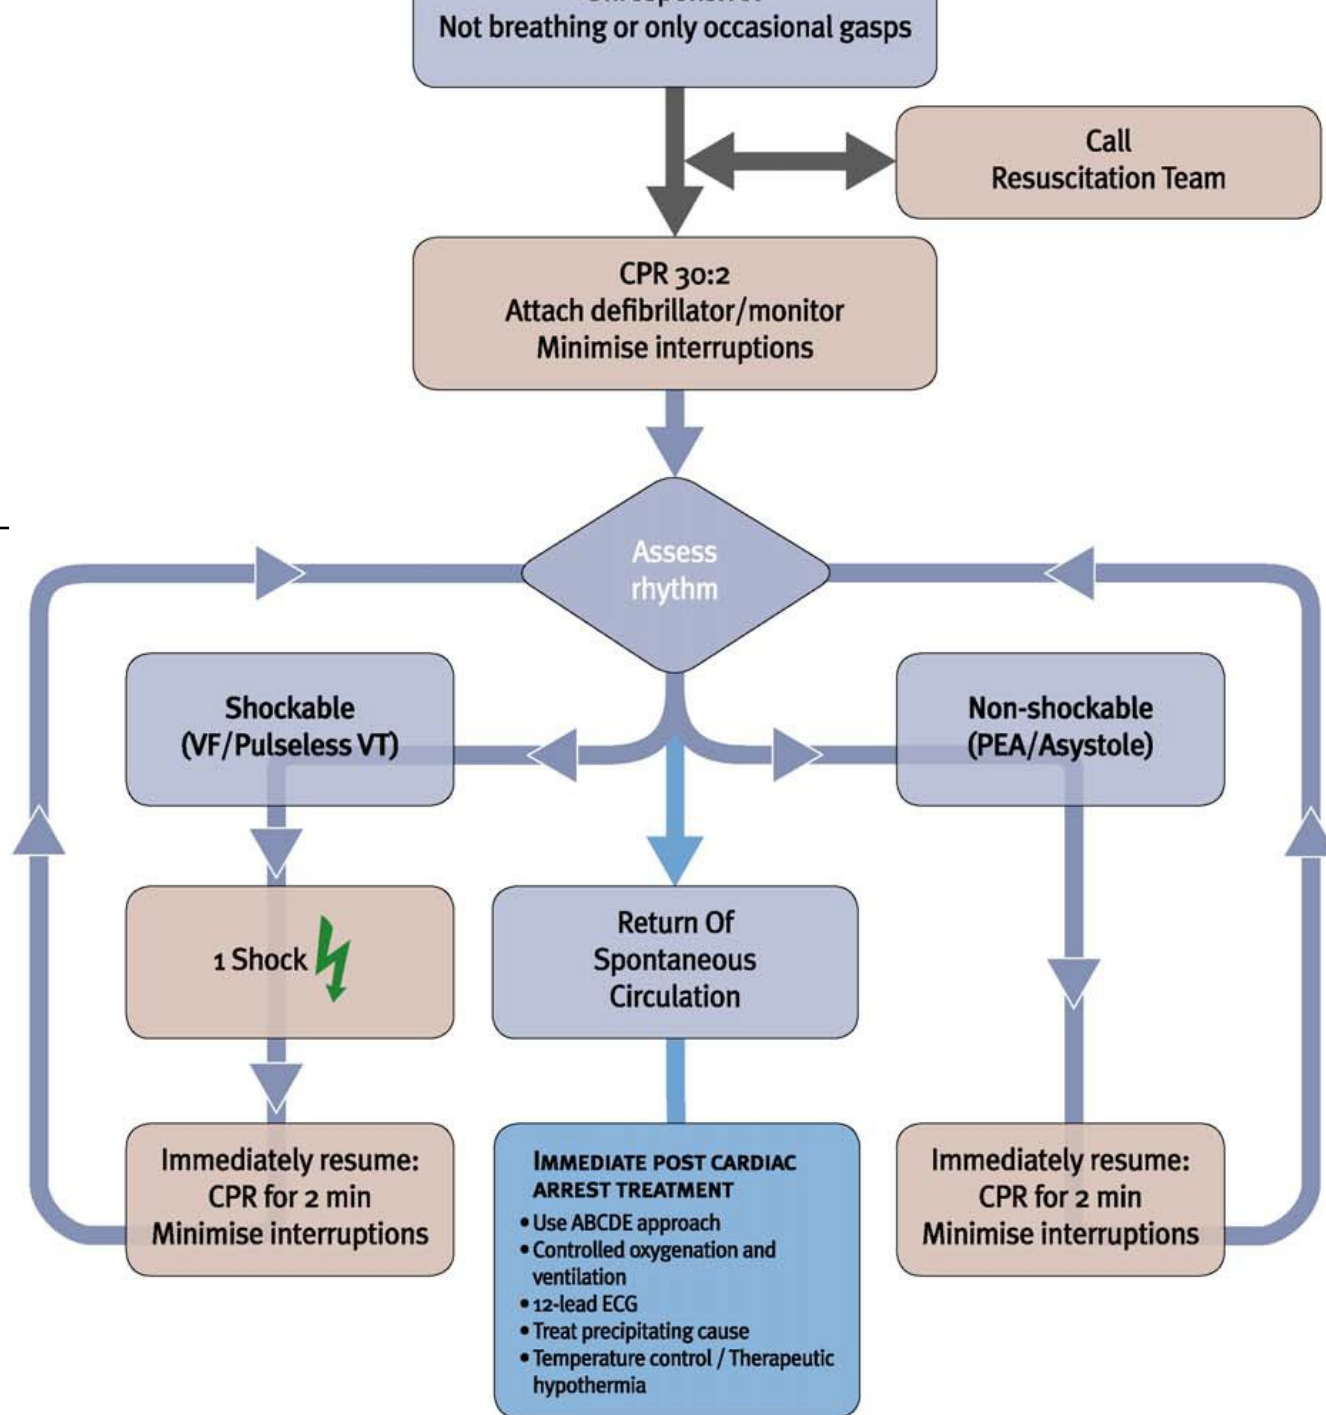 Not breathing or only occasional gasps
Call
Resuscitation Team
CPR 30:2
Attach defibrillator/monitor
Minimise interruptions
Assess
rhythm
Shockable
(VF/Pulseless VT)
Non-shockable
(PEA/Asystole)
1 Shock
Return Of
Spontaneous
Circulation
Immediately resume:
CPR for 2 min
Minimise interruptions
IMMEDIATE POST CARDIAC
ARREST TREATMENT
• Use ABCDE approach
• Controlled oxygenation and
ventilation
• 12-lead ECG
• Treat precipitating cause
• Temperature control / Therapeutic
hypothermia
Immediately resume:
CPR for 2 min
Minimise interruptions